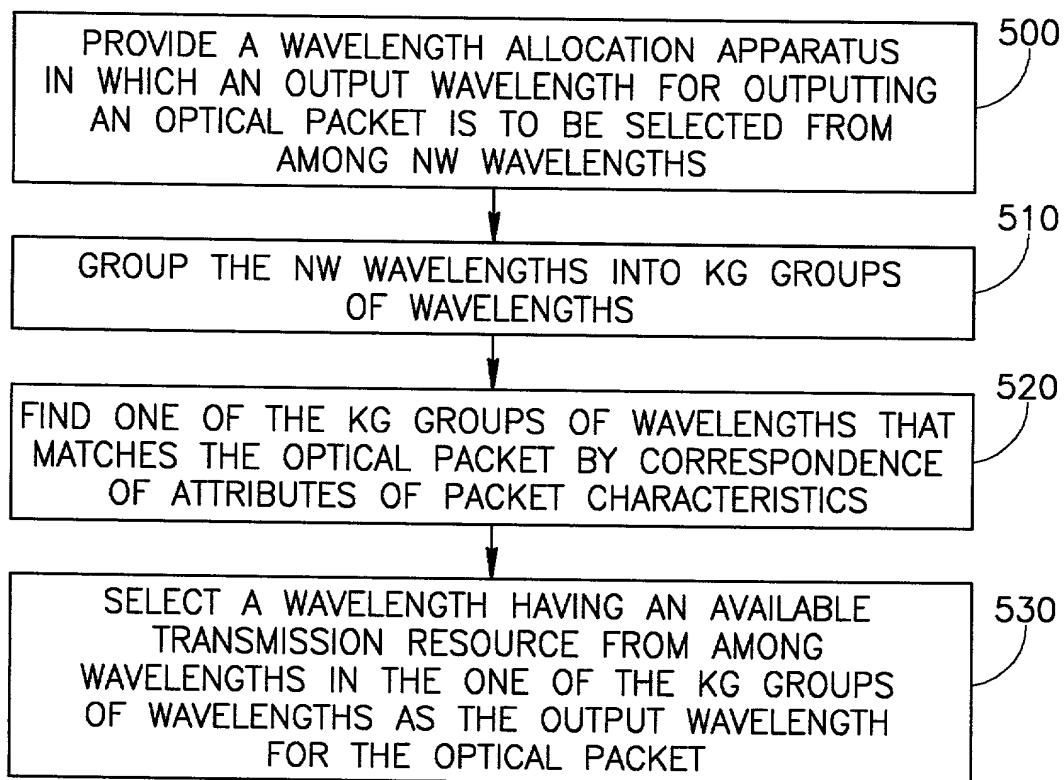 PROVIDE A WAVELENGTH ALLOCATION APPARATUS
IN WHICH AN OUTPUT WAVELENGTH FOR OUTPUTTING
AN OPTICAL PACKET IS TO BE SELECTED FROM
AMONG NW WAVELENGTHS
500
GROUP THE NW WAVELENGTHS INTO KG GROUPS
OF WAVELENGTHS
510
FIND ONE OF THE KG GROUPS OF WAVELENGTHS THAT
MATCHES THE OPTICAL PACKET BY CORRESPONDENCE
OF ATTRIBUTES OF PACKET CHARACTERISTICS
520
SELECT A WAVELENGTH HAVING AN AVAILABLE
TRANSMISSION RESOURCE FROM AMONG
WAVELENGTHS IN THE ONE OF THE KG GROUPS
OF WAVELENGTHS AS THE OUTPUT WAVELENGTH
FOR THE OPTICAL PACKET
530